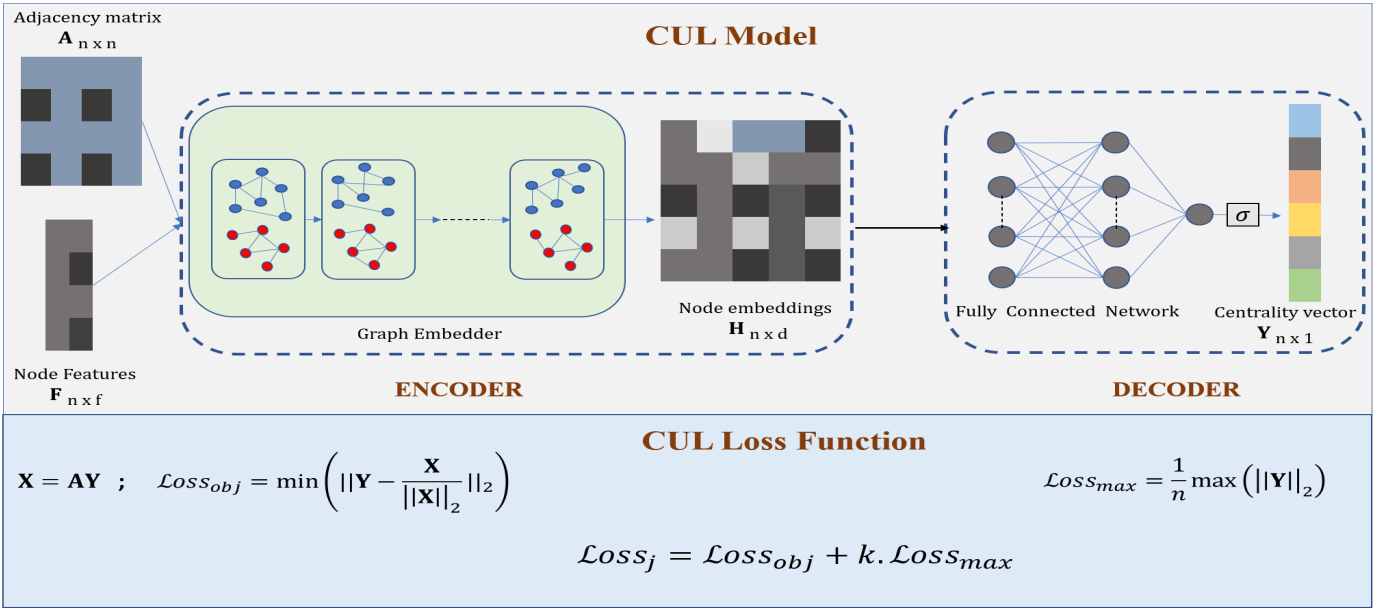 CUL Model
Adjacency matrix
A n x n
Node Features
F n x f
Graph Embedder
Node embeddings
H n x d
ENCODER
σ
Fully Connected Network
Centrality vector
Y n x 1
DECODER
CUL Loss Function
X = AY ; ℒoss_obj = min(||Y − X/||X||_2||_2)
ℒoss_max = 1/n max(||Y||_2)
ℒoss_j = ℒoss_obj + k.ℒoss_max